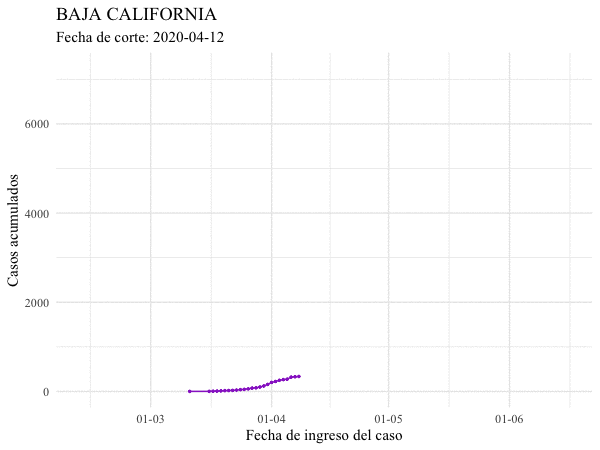 BAJA CALIFORNIA
Fecha de corte: 2020-04-12
Casos acumulados
6000
4000
2000
0
01-03
01-04
01-05
01-06
Fecha de ingreso del caso